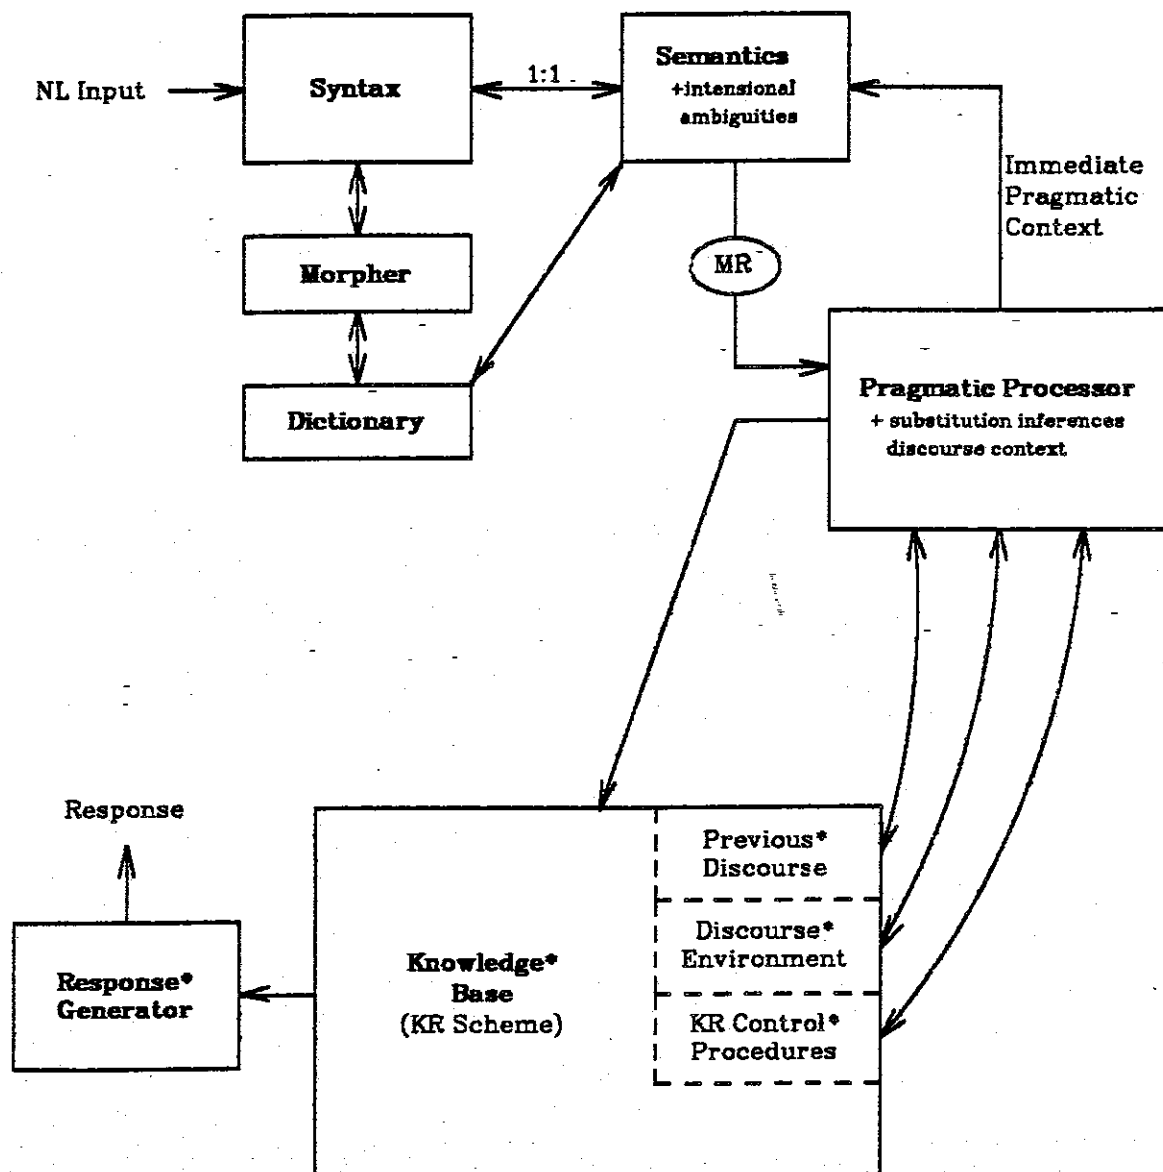 NL Input
Syntax
1:1
Semantics
+intensional
ambiguities
Immediate
Pragmatic
Context
Morpher
MR
Dictionary
Pragmatic Processor
+ substitution inferences
discourse context
Response
Previous*
Discourse
Discourse*
Environment
KR Control*
Procedures
Knowledge*
Base
(KR Scheme)
Response*
Generator